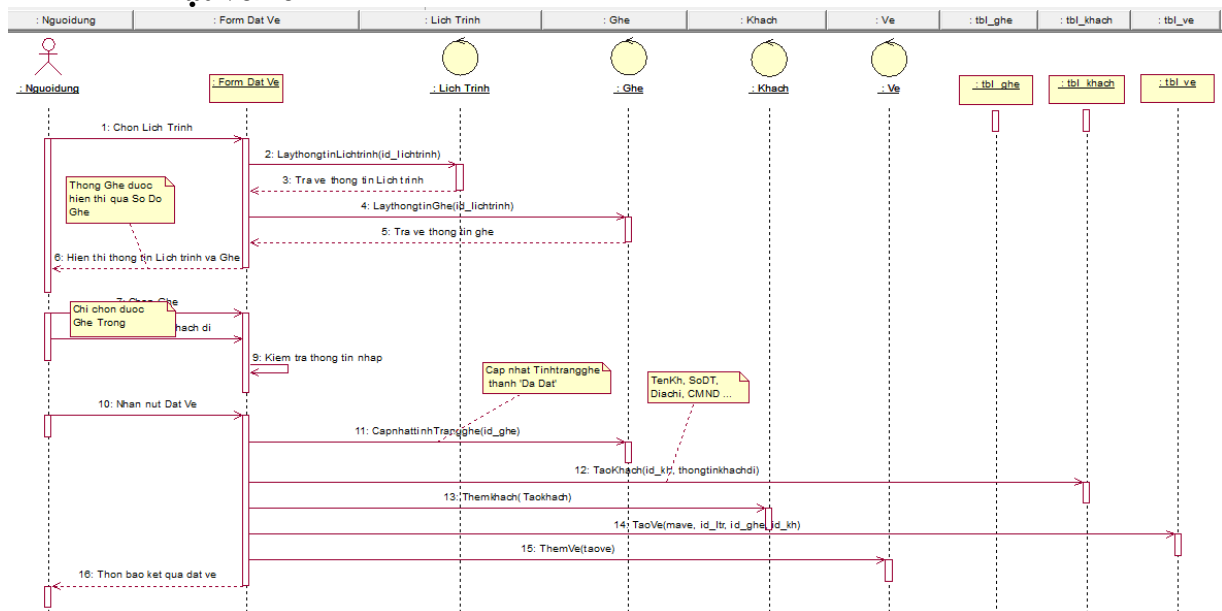 : Nguoidung
: Form Dat Ve
: Lich Trinh
: Ghe
: Khach
: Ve
: tbl_ghe
: tbl_khach
: tbl_ve
: Nguoidung
: Form Dat Ve
: Lich Trinh
: Ghe
: Khach
: Ve
: tbl_ghe
: tbl_khach
: tbl_ve
1: Chon Lich Trinh
2: LaythongtinLichtrinh(id_lichtrinh)
3: Tra ve thong tin Lich trinh
Thong Ghe duoc
hien thi qua So Do
Ghe
4: LaythongtinGhe(id_lichtrinh)
5: Tra ve thong tin ghe
6: Hien thi thong tin Lich trinh va Ghe
7: Chon Ghe
Chi chon duoc
Ghe Trong
hach di
9: Kiem tra thong tin nhap
Cap nhat Tinhtrangghe
thanh 'Da Dat'
TenKh, SoDT,
Diachi, CMND ...
10: Nhan nut Dat Ve
11: CapnhattinhTrangghe(id_ghe)
12: TaoKhach(id_kh, thongtinkhachdi)
13: Themkhach( Taokhach)
14: TaoVe(mave, id_ltr, id_ghe, id_kh)
15: ThemVe(taove)
16: Thon bao ket qua dat ve